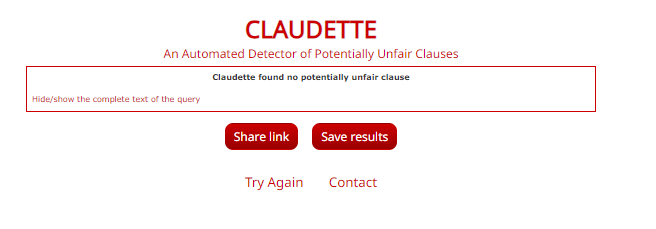 CLAUDETTE
An Automated Detector of Potentially Unfair Clauses
Claudette found no potentially unfair clause
Hide/show the complete text of the query
Share link Save results
Try Again Contact